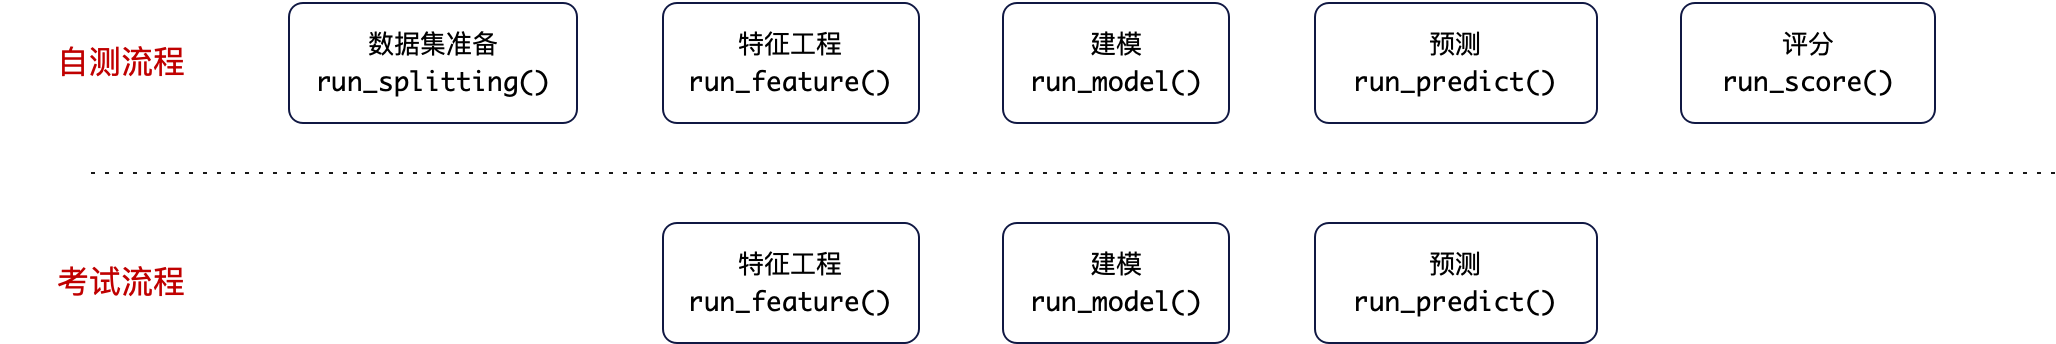 自测流程
数据集准备
run_splitting()
特征工程
run_feature()
建模
run_model()
预测
run_predict()
评分
run_score()
考试流程
特征工程
run_feature()
建模
run_model()
预测
run_predict()